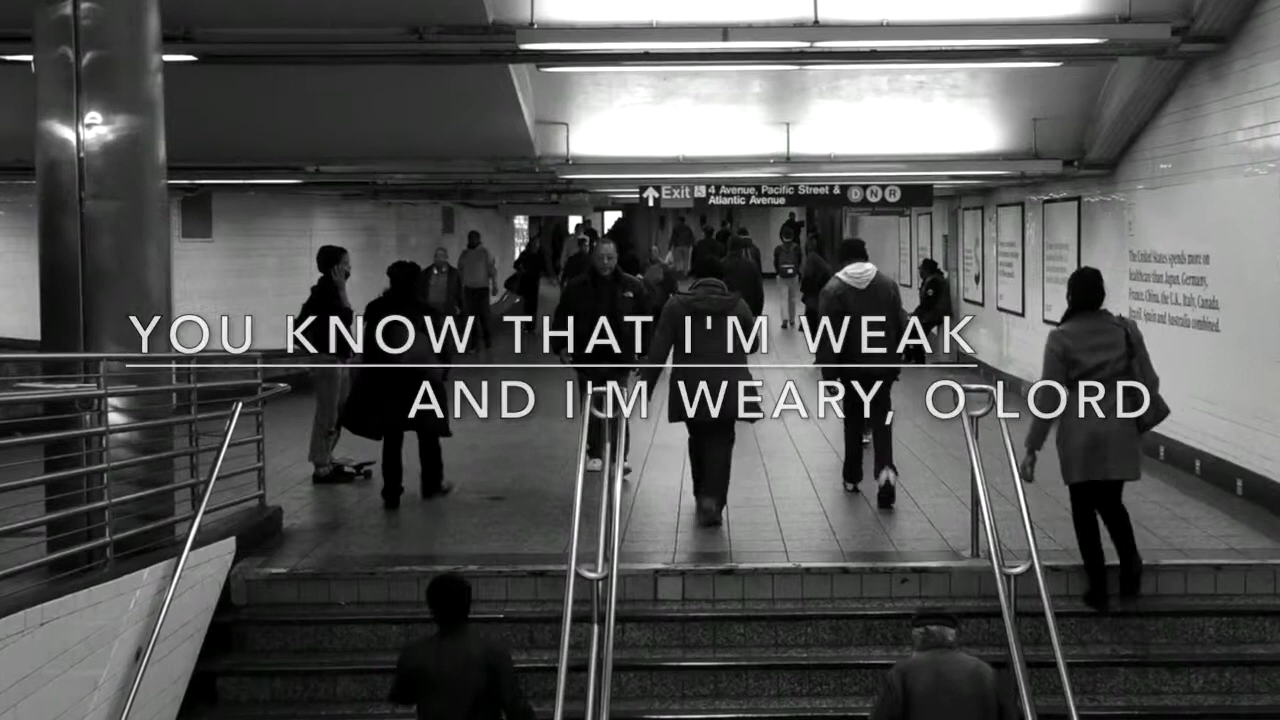 Exit 4 Avenue, Pacific Street &
Atlantic Avenue
D N R
YOU KNOW THAT I'M WEAK
AND I'M WEARY, O LORD
The United States spends more on
healthcare than Japan, Germany,
France, China, the U.K., Italy, Canada,
Brazil, Spain and Australia combined.